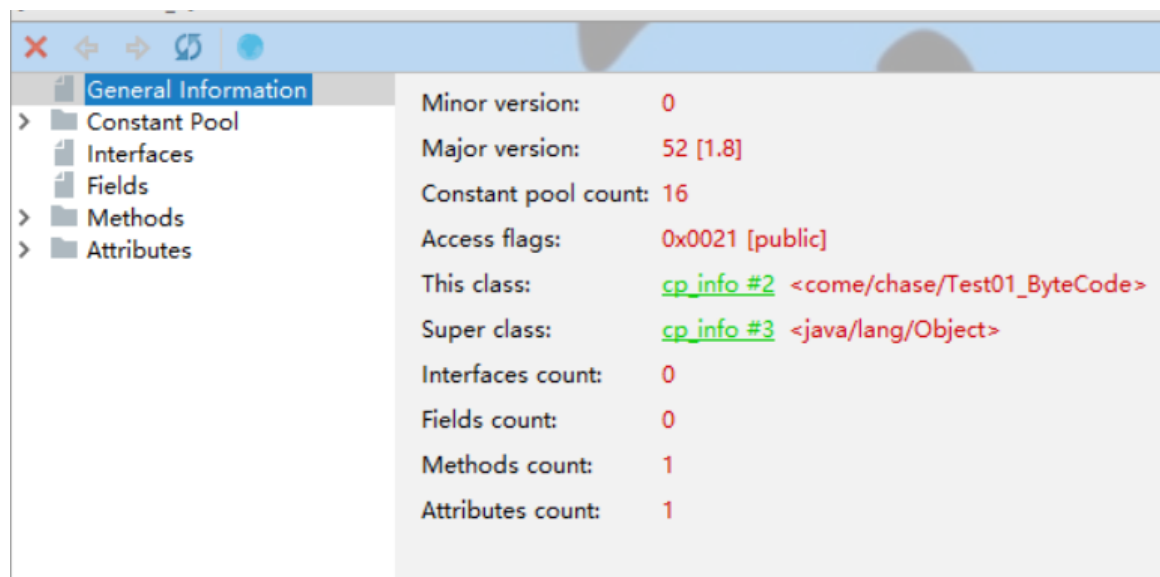 General Information
Constant Pool
Interfaces
Fields
Methods
Attributes
Minor version: 0
Major version: 52 [1.8]
Constant pool count: 16
Access flags: 0x0021 [public]
This class: cp_info #2 <come/chase/Test01_ByteCode>
Super class: cp_info #3 <java/lang/Object>
Interfaces count: 0
Fields count: 0
Methods count: 1
Attributes count: 1